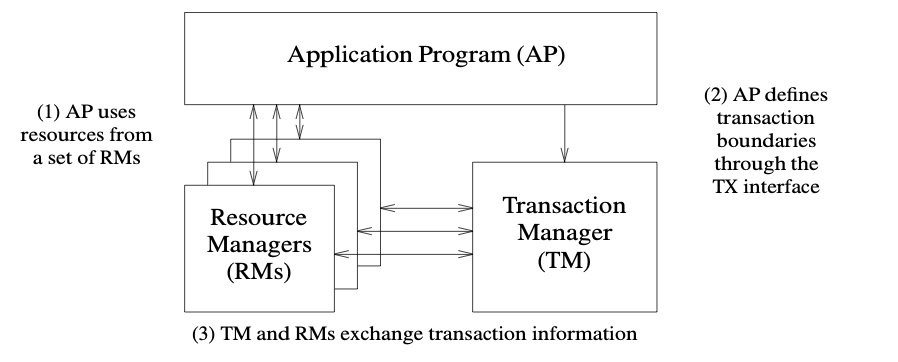 Application Program (AP)
(1) AP uses
resources from
a set of RMs
(2) AP defines
transaction
boundaries
through the
TX interface
Resource
Managers
(RMs)
Transaction
Manager
(TM)
(3) TM and RMs exchange transaction information